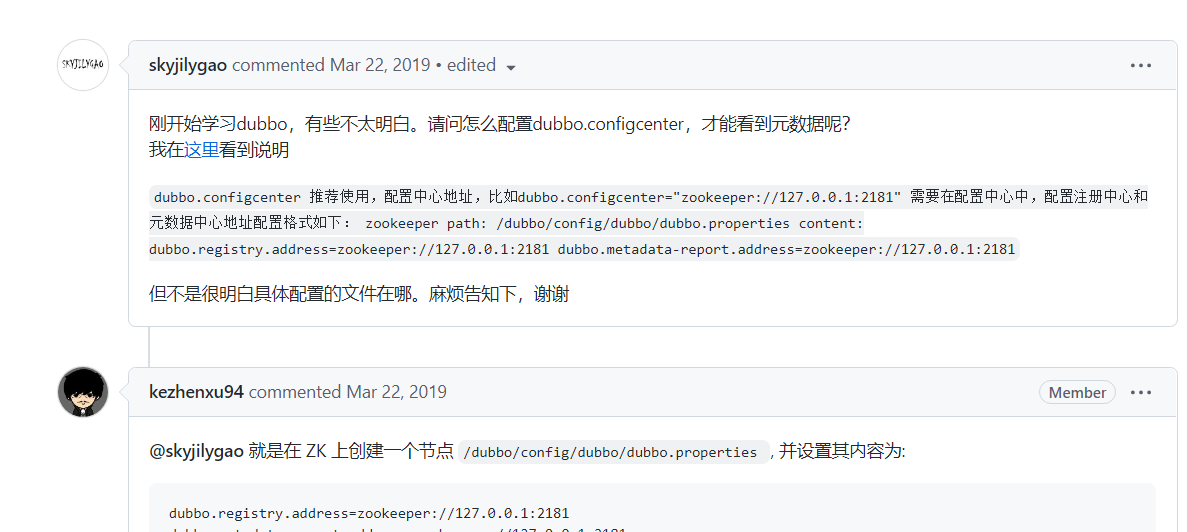 SKYJILYGAO
skyjilygao commented Mar 22, 2019 • edited
刚开始学习dubbo，有些不太明白。请问怎么配置dubbo.configcenter，才能看到元数据呢?
我在这里看到说明
dubbo.configcenter 推荐使用，配置中心地址，比如dubbo.configcenter="zookeeper://127.0.0.1:2181" 需要在配置中心中，配置注册中心和
元数据中心地址配置格式如下： zookeeper path: /dubbo/config/dubbo/dubbo.properties content:
dubbo.registry.address=zookeeper://127.0.0.1:2181 dubbo.metadata-report.address=zookeeper://127.0.0.1:2181
但不是很明白具体配置的文件在哪。麻烦告知下，谢谢
kezhenxu94 commented Mar 22, 2019 Member
@skyjilygao 就是在 ZK 上创建一个节点 /dubbo/config/dubbo/dubbo.properties , 并设置其内容为:
dubbo.registry.address=zookeeper://127.0.0.1:2181